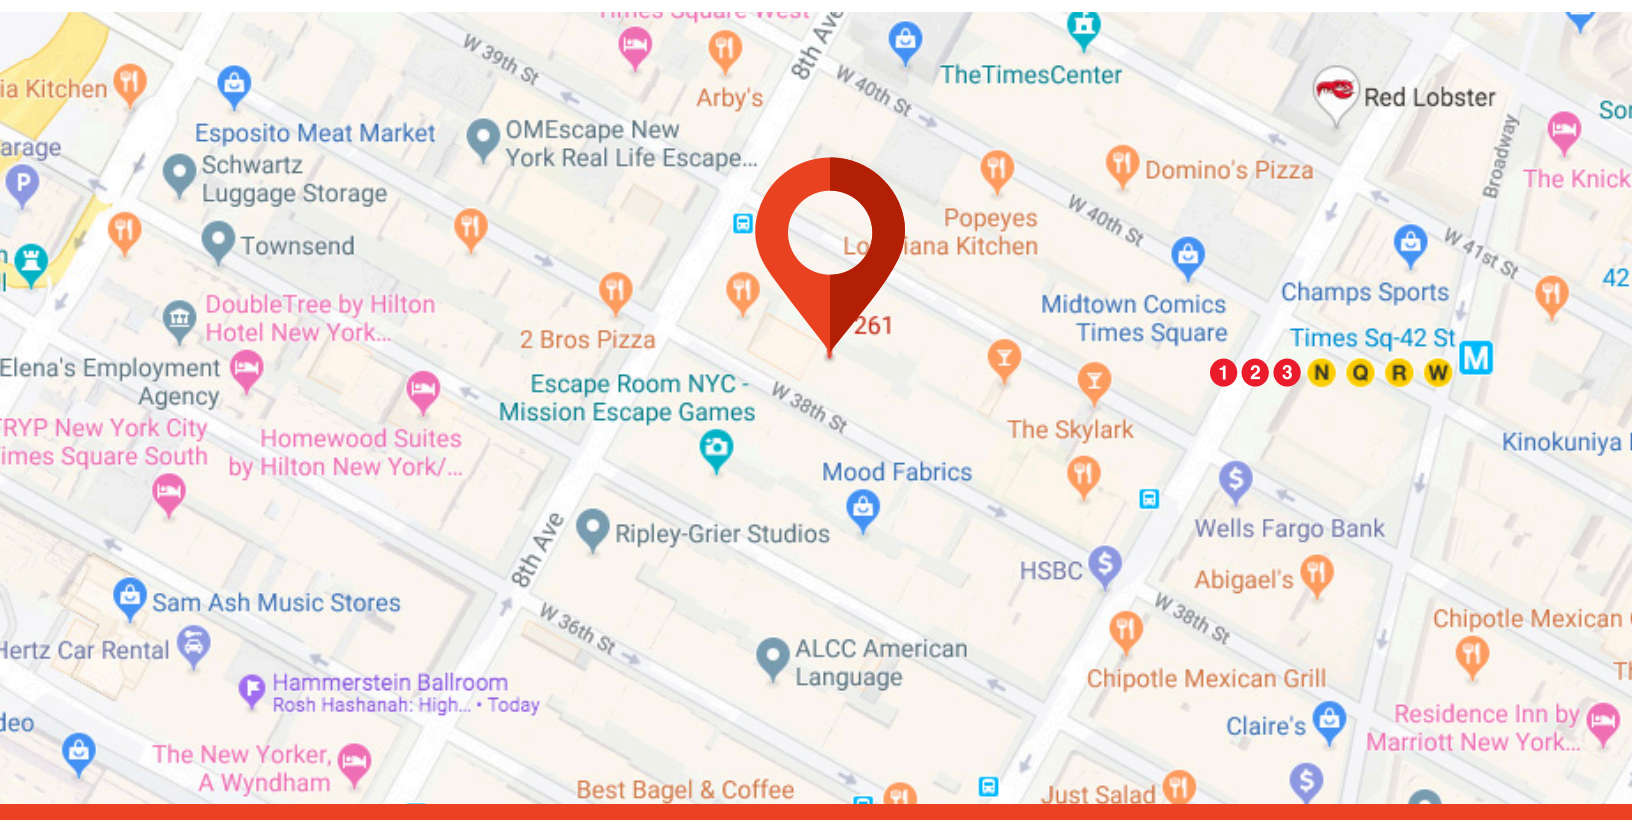 Times Square West
8th Ave
W 39th St
ia Kitchen
Arby's
W 40th St
TheTimesCenter
Red Lobster
Broadway
Sor
Esposito Meat Market
OMEscape New
York Real Life Escape...
arage
P
Schwartz
Luggage Storage
Domino's Pizza
The Knick
Popeyes
Lo iana Kitchen
W 40th St
Townsend
W 41st St
42
DoubleTree by Hilton
Hotel New York...
2 Bros Pizza
261
Midtown Comics
Times Square
Champs Sports
Times Sq-42 St
M
1 2 3 N Q R W
Elena's Employment
Agency
Escape Room NYC -
Mission Escape Games
W 38th St
TRYP New York City
Times Square South
Homewood Suites
by Hilton New York/...
The Skylark
Kinokuniya
Mood Fabrics
8th Ave
Ripley-Grier Studios
$
Wells Fargo Bank
HSBC
$
Abigael's
Sam Ash Music Stores
W 36th St
W 38th St
Chipotle Mexican
Hertz Car Rental
ALCC American
Language
Chipotle Mexican Grill
Hammerstein Ballroom
Rosh Hashanah: High... • Today
Th
deo
Claire's
Residence Inn by
Marriott New York...
The New Yorker,
A Wyndham
Best Bagel & Coffee
Just Salad
$